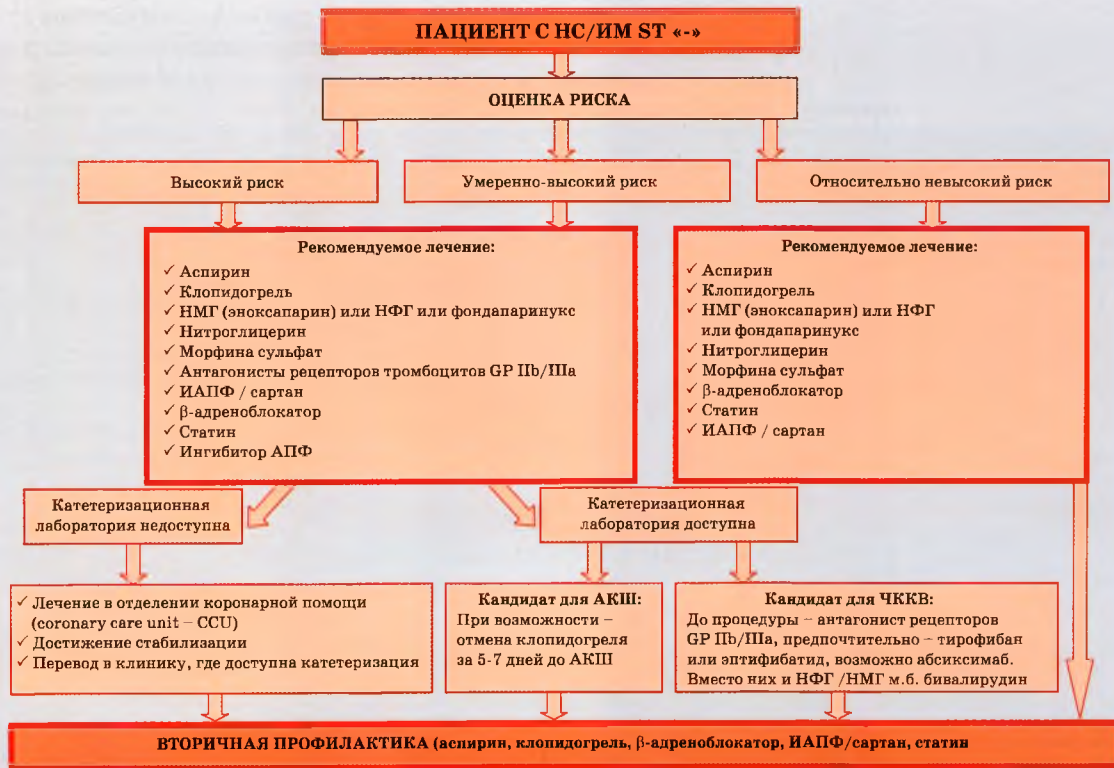 ПАЦИЕНТ С НС/ИМ ST «-»
ОЦЕНКА РИСКА
Высокий риск
Умеренно-высокий риск
Относительно невысокий риск
Рекомендуемое лечение:
✓ Аспирин
✓ Клопидогрель
✓ НМГ (эноксапарин) или НФГ или фондапаринукс
✓ Нитроглицерин
✓ Морфина сульфат
✓ Антагонисты рецепторов тромбоцитов GP IIb/IIIa
✓ ИАПФ / сартан
✓ β-адреноблокатор
✓ Статин
✓ Ингибитор АПФ
Рекомендуемое лечение:
✓ Аспирин
✓ Клопидогрель
✓ НМГ (эноксапарин) или НФГ
или фондапаринукс
✓ Нитроглицерин
✓ Морфина сульфат
✓ β-адреноблокатор
✓ Статин
✓ ИАПФ / сартан
Катетеризационная
лаборатория недоступна
Катетеризационная
лаборатория доступна
✓ Лечение в отделении коронарной помощи
(coronary care unit – CCU)
✓ Достижение стабилизации
✓ Перевод в клинику, где доступна катетеризация
Кандидат для АКШ:
При возможности –
отмена клопидогреля
за 5-7 дней до АКШ
Кандидат для ЧККВ:
До процедуры – антагонист рецепторов
GP IIb/IIIa, предпочтительно – тирофибан
или эптифибатид, возможно абсиксимаб.
Вместо них и НФГ /НМГ м.б. бивалирудин
ВТОРИЧНАЯ ПРОФИЛАКТИКА (аспирин, клопидогрель, β-адреноблокатор, ИАПФ/сартан, статин